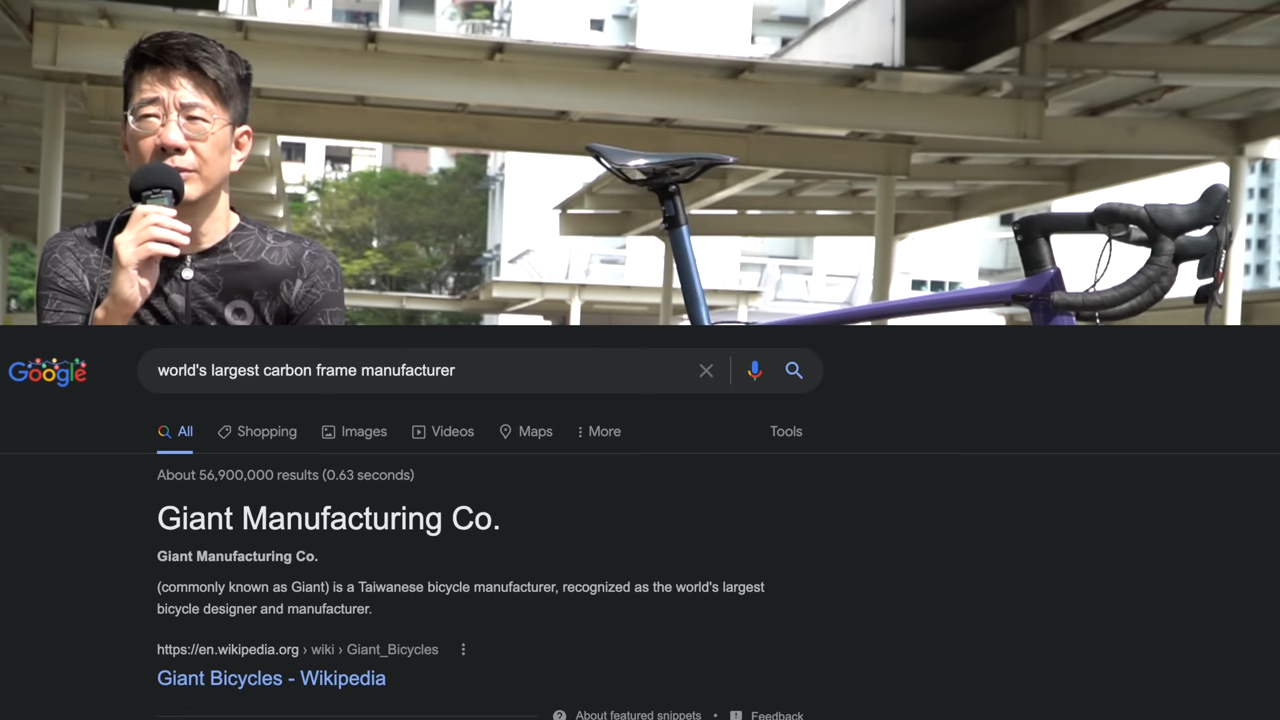 Google
world's largest carbon frame manufacturer
All
Shopping
Images
Videos
Maps
More
Tools
About 56,900,000 results (0.63 seconds)
Giant Manufacturing Co.
Giant Manufacturing Co.
(commonly known as Giant) is a Taiwanese bicycle manufacturer, recognized as the world's largest
bicycle designer and manufacturer.
https://en.wikipedia.org › wiki › Giant_Bicycles
Giant Bicycles - Wikipedia
About featured snippets • Feedback